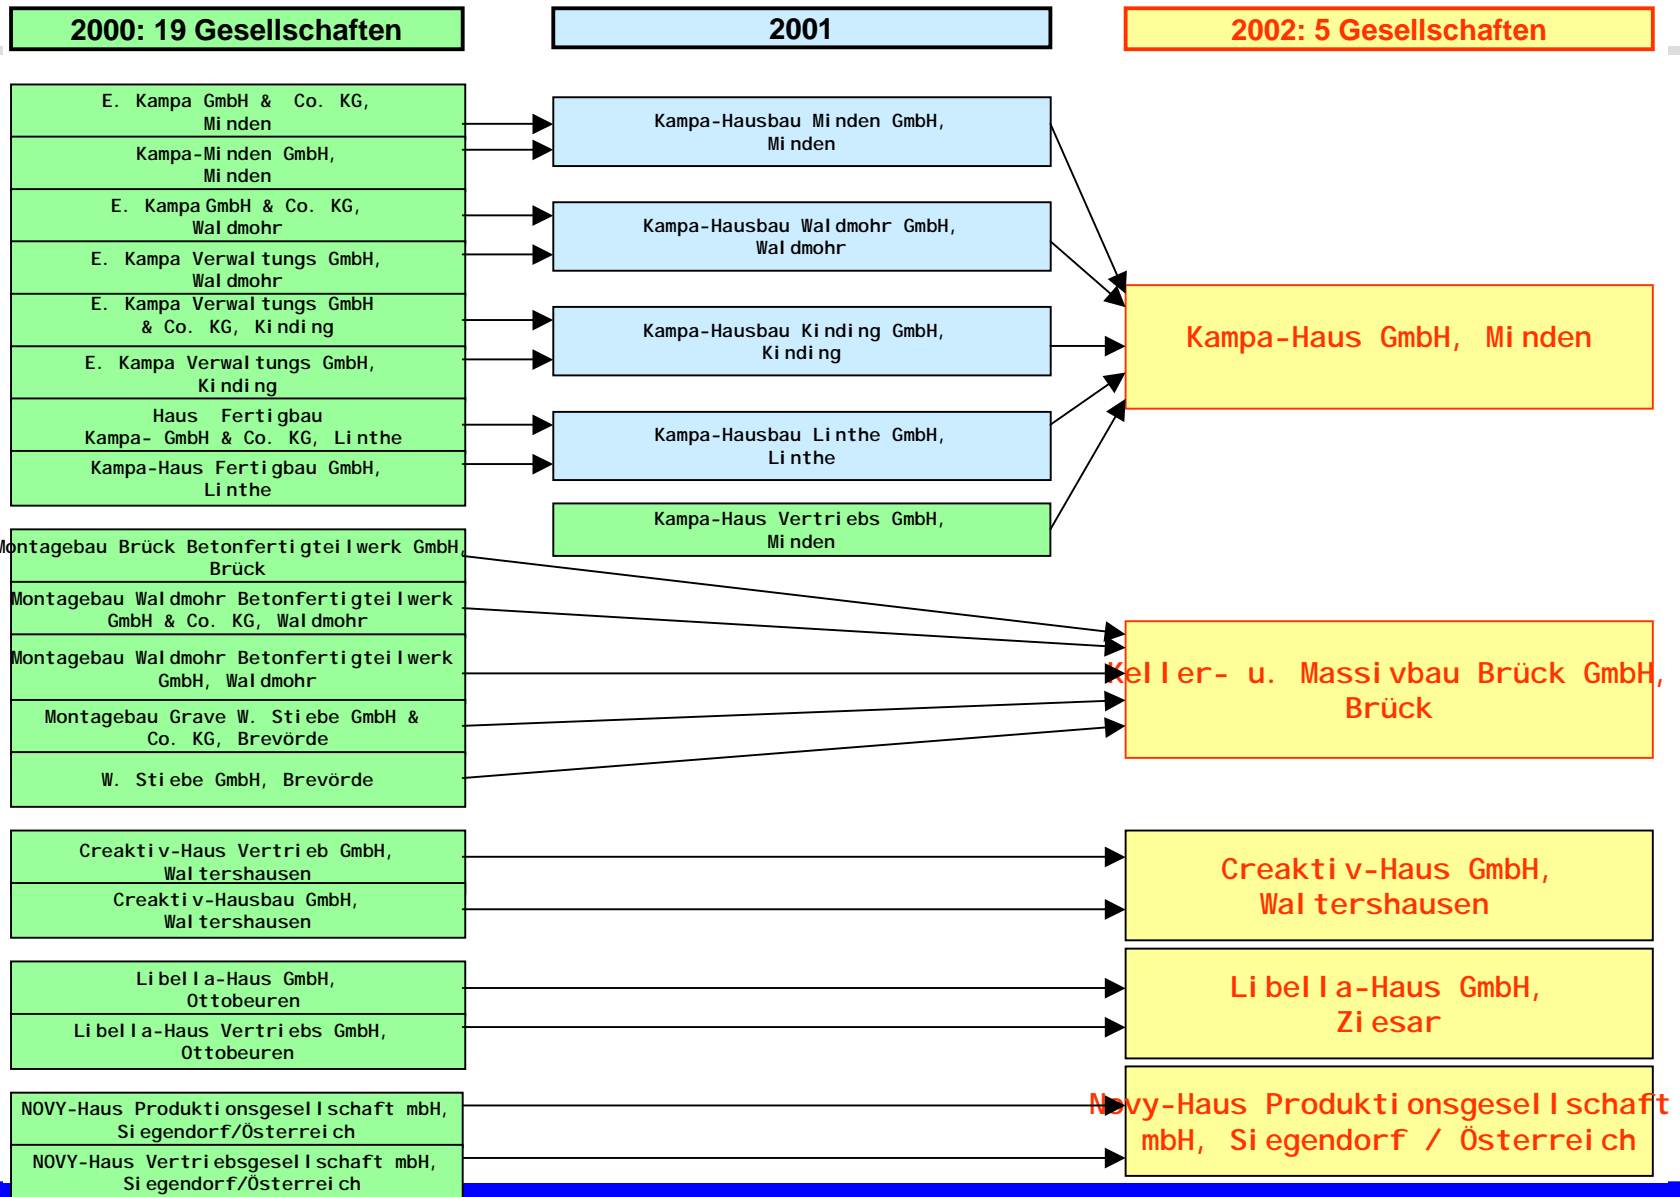 2000: 19 Gesellschaften
2001
2002: 5 Gesellschaften
E. Kampa GmbH & Co. KG,
Minden
Kampa-Minden GmbH,
Minden
E. Kampa GmbH & Co. KG,
Waldmohr
E. Kampa Verwaltungs GmbH,
Waldmohr
E. Kampa Verwaltungs GmbH
& Co. KG, Kinding
E. Kampa Verwaltungs GmbH,
Kinding
Haus Fertigbau
Kampa- GmbH & Co. KG, Linthe
Kampa-Haus Fertigbau GmbH,
Linthe
Kampa-Hausbau Minden GmbH,
Minden
Kampa-Hausbau Waldmohr GmbH,
Waldmohr
Kampa-Hausbau Kinding GmbH,
Kinding
Kampa-Hausbau Linthe GmbH,
Linthe
Kampa-Haus Vertriebs GmbH,
Minden
Kampa-Haus GmbH, Minden
Montagebau Brück Betonfertigteilwerk GmbH,
Brück
Montagebau Waldmohr Betonfertigteilwerk
GmbH & Co. KG, Waldmohr
Montagebau Waldmohr Betonfertigteilwerk
GmbH, Waldmohr
Montagebau Grave W. Stiebe GmbH &
Co. KG, Brevörde
W. Stiebe GmbH, Brevörde
Keller- u. Massivbau Brück GmbH,
Brück
Creaktiv-Haus Vertrieb GmbH,
Waltershausen
Creaktiv-Hausbau GmbH,
Waltershausen
Creaktiv-Haus GmbH,
Waltershausen
Libella-Haus GmbH,
Ottobeuren
Libella-Haus Vertriebs GmbH,
Ottobeuren
Libella-Haus GmbH,
Ziesar
NOVY-Haus Produktionsgesellschaft mbH,
Siegendorf/Österreich
NOVY-Haus Vertriebsgesellschaft mbH,
Siegendorf/Österreich
Novy-Haus Produktionsgesellschaft
mbH, Siegendorf / Österreich